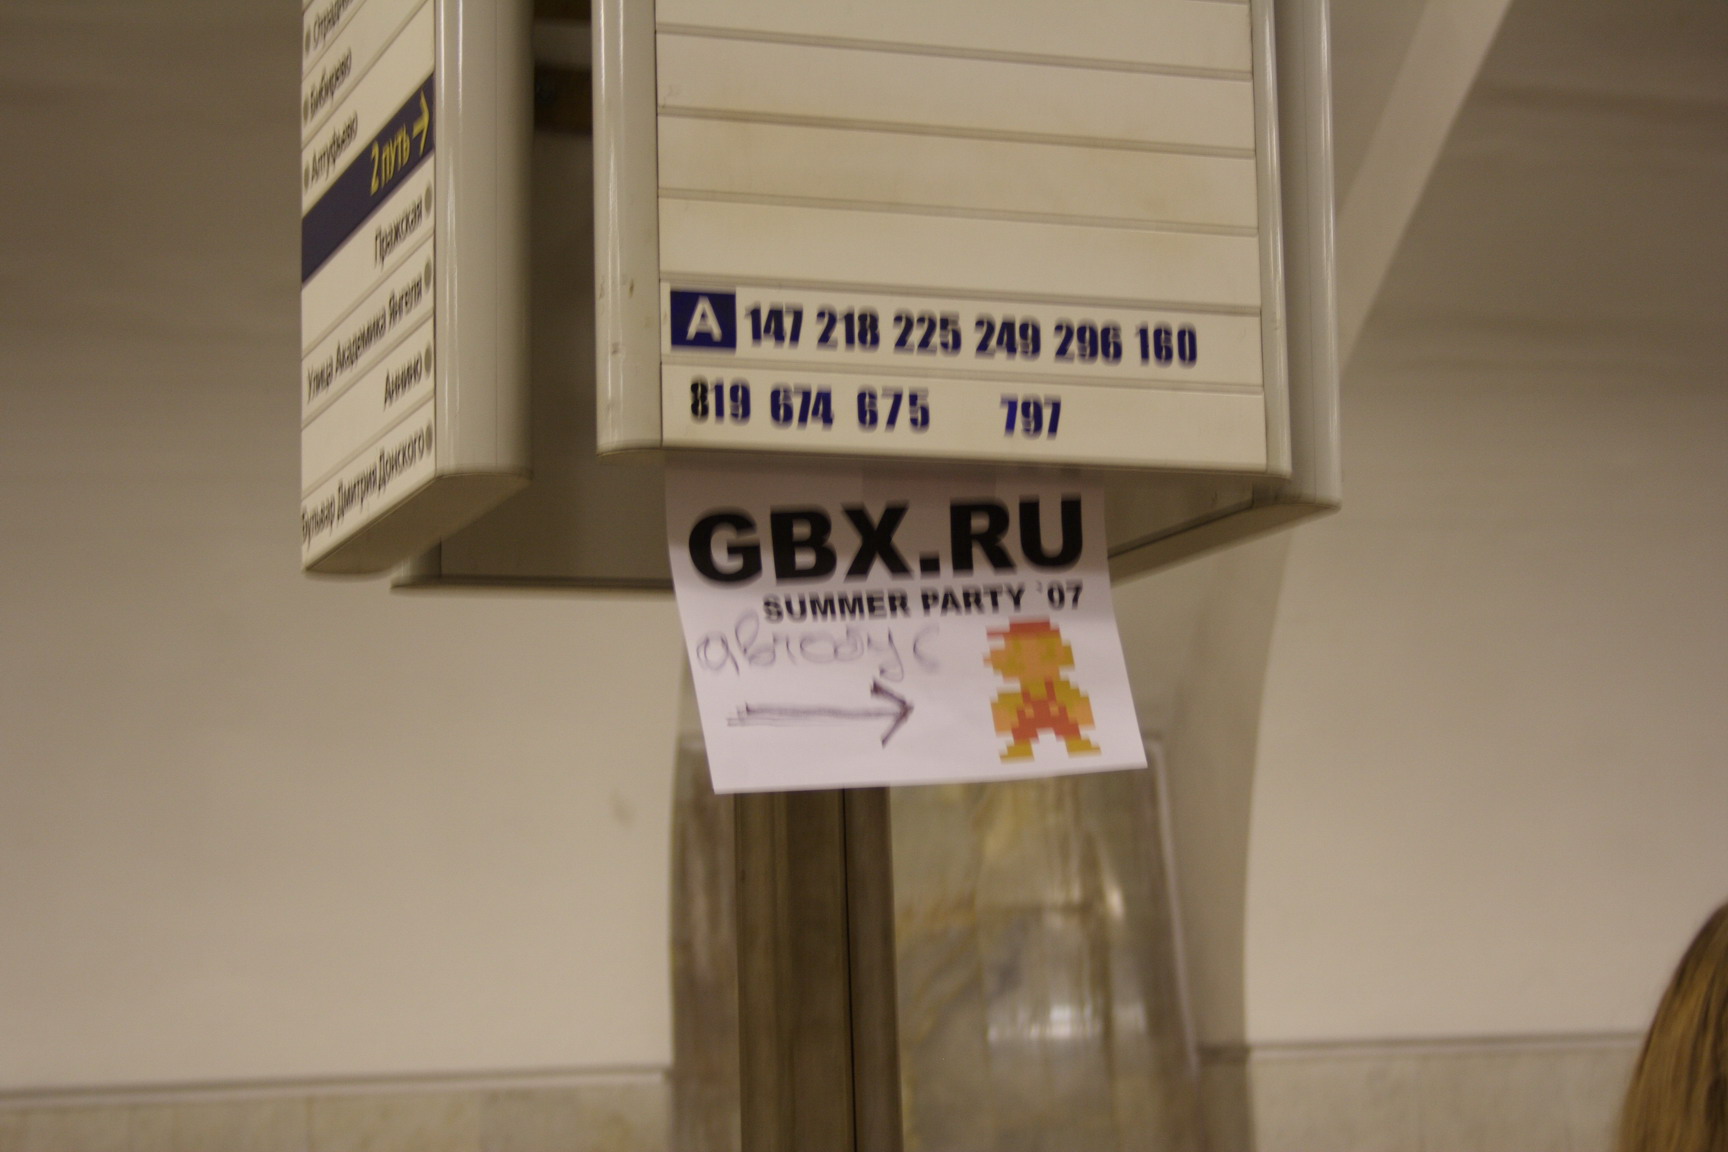 Бибирево
Алтуфьево
2 путь →
Пражская
Улица Академика Янгеля
Аннино
Бульвар Дмитрия Донского
А 147 218 225 249 296 160
819 674 675 797
GBX.RU
SUMMER PARTY '07
автобус